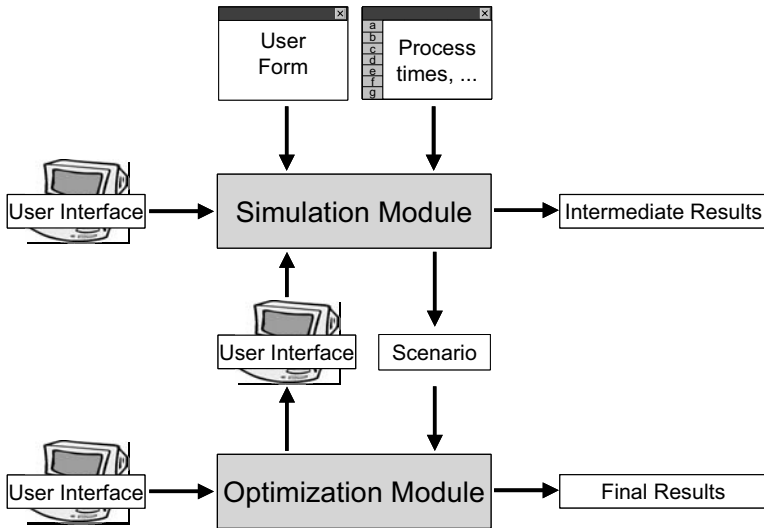 User
Form
a
b
c
d
e
f
g
Process
times, ...
User Interface
Simulation Module
Intermediate Results
User Interface
Scenario
User Interface
Optimization Module
Final Results